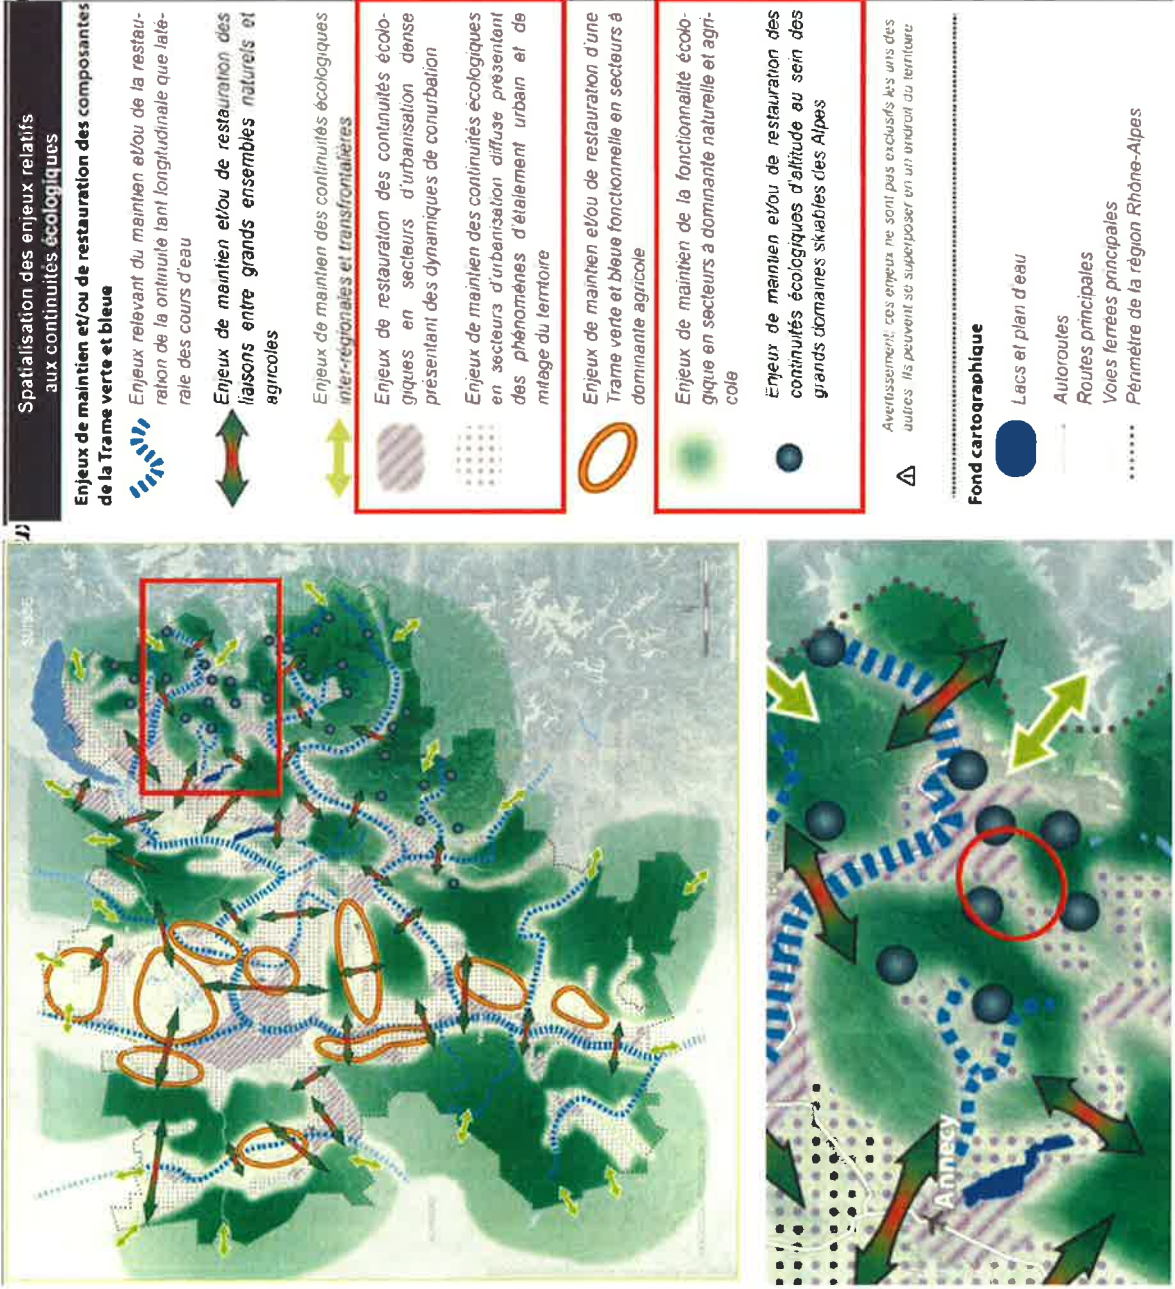 Spatialisation des enjeux relatifs
aux continuités écologiques
Enjeux de maintien et/ou de restauration des composantes
de la Trame verte et bleue
Enjeux relevant du maintien et/ou de la restau-
ration de la ontinuité tant longitudinale que laté-
rale des cours d'eau
Enjeux de maintien et/ou de restauration des
liaisons entre grands ensembles naturels et
agricoles
Enjeux de maintien des continuités écologiques
inter-régionales et transfrontalières
Enjeux de restauration des continuités écolo-
giques en secteurs d'urbanisation dense
présentant des dynamiques de conurbation
Enjeux de maintien des continuités écologiques
en secteurs d'urbanisation diffuse présentant
des phénomènes d'étalement urbain et de
mitage du territoire
Enjeux de maintien et/ou de restauration d'une
Trame verte et bleue fonctionnelle en secteurs à
dominante agricole
Enjeux de maintien de la fonctionnalité écolo-
gique en secteurs à dominante naturelle et agri-
cole
Enjeux de maintien et/ou de restauration des
continuités écologiques d'altitude au sein des
grands domaines skiables des Alpes
Avertissement: ces enjeux ne sont pas exclusifs les uns des
autres. Ils peuvent se superposer en un endroit du territoire
Fond cartographique
Lacs et plan d'eau
Autoroutes
Routes principales
Voies ferrées principales
Périmètre de la région Rhône-Alpes
SUISSE
Annecy